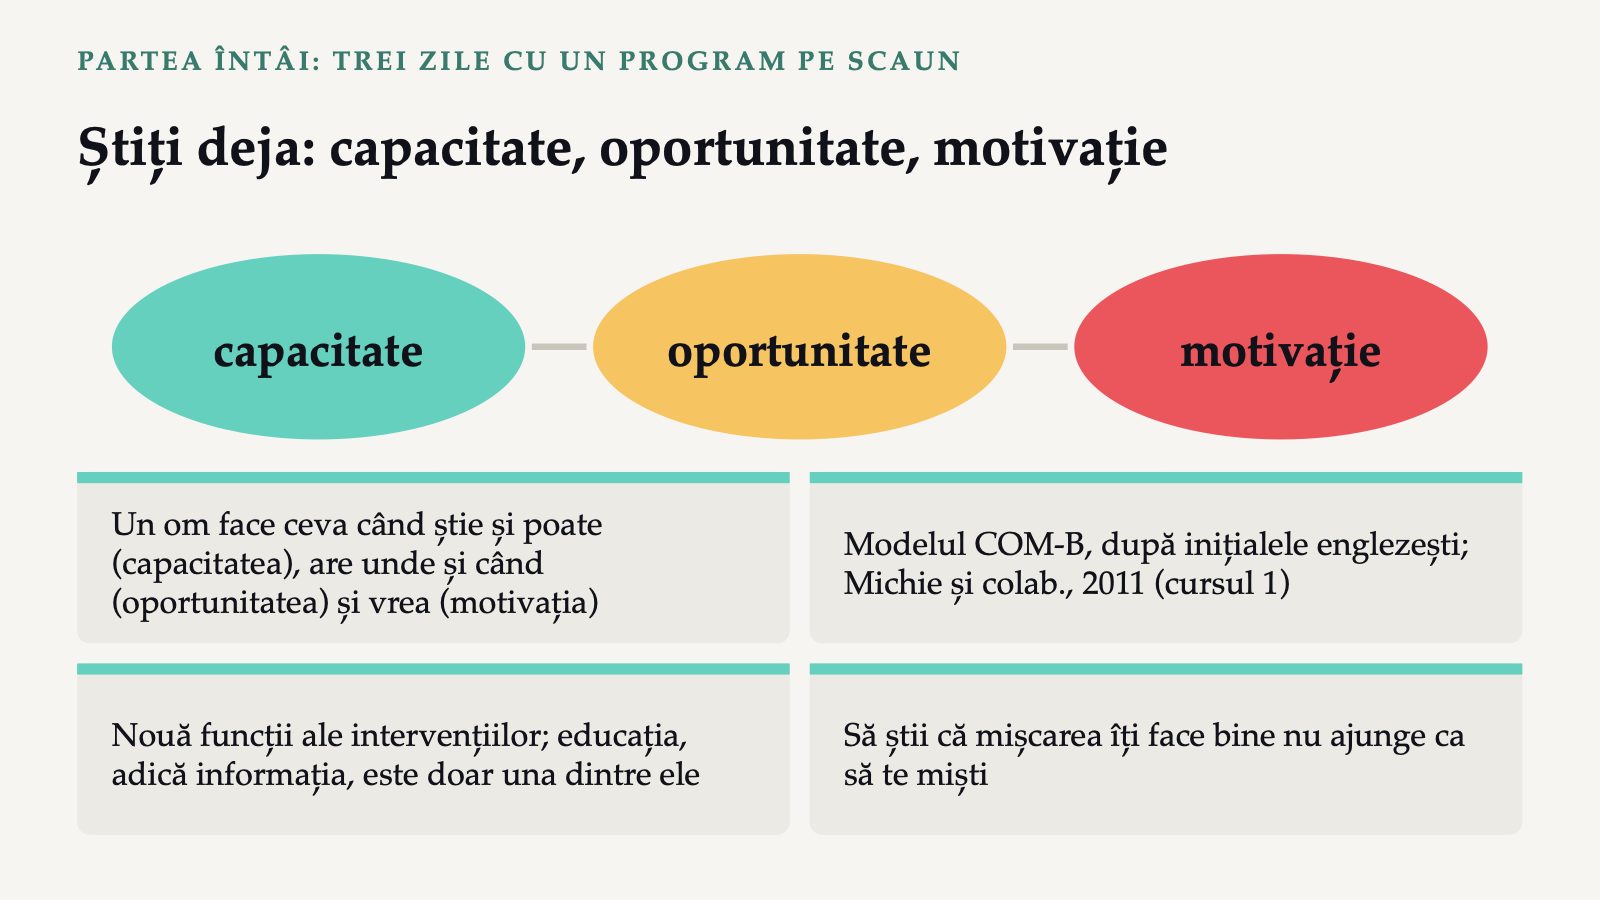 PARTEA ÎNTÂI: TREI ZILE CU UN PROGRAM PE SCAUN
Știți deja: capacitate, oportunitate, motivație
capacitate
oportunitate
motivație
Un om face ceva când știe și poate
(capacitatea), are unde și când
(oportunitatea) și vrea (motivația)
Modelul COM-B, după inițialele englezești;
Michie și colab., 2011 (cursul 1)
Nouă funcții ale intervențiilor; educația,
adică informația, este doar una dintre ele
Să știi că mișcarea îți face bine nu ajunge ca
să te miști